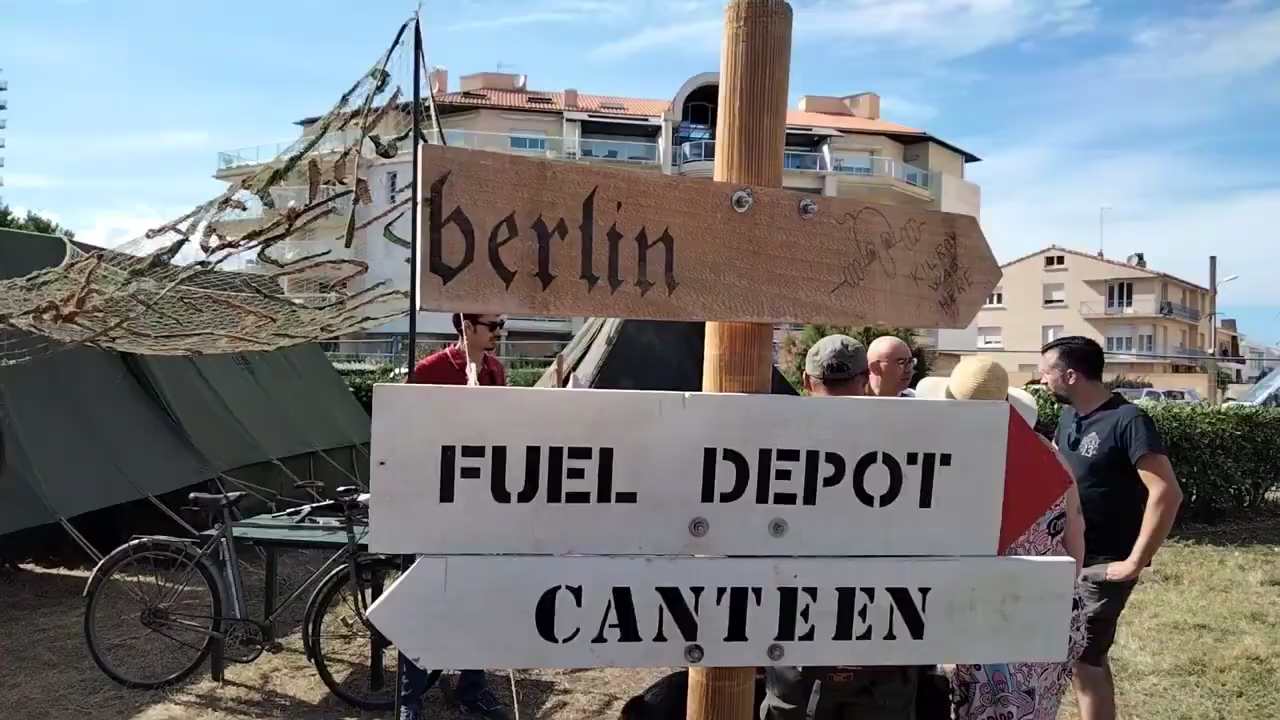 berlin
KILROY
WAS
HERE
FUEL DEPOT
CANTEEN